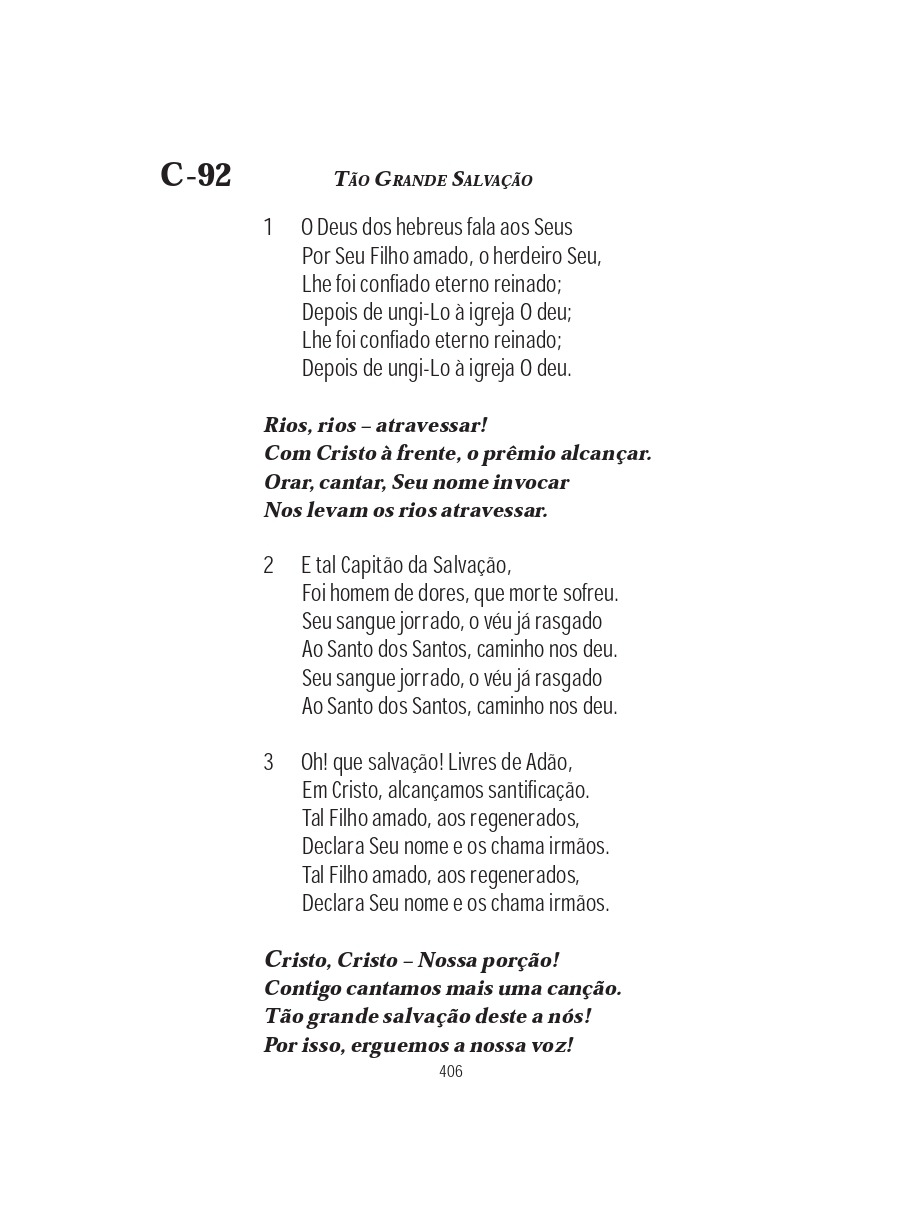 C-92 TÃO GRANDE SALVAÇÃO
1 O Deus dos hebreus fala aos Seus
Por Seu Filho amado, o herdeiro Seu,
Lhe foi confiado eterno reinado;
Depois de ungi-Lo à igreja O deu;
Lhe foi confiado eterno reinado;
Depois de ungi-Lo à igreja O deu.
Rios, rios – atravessar!
Com Cristo à frente, o prêmio alcançar.
Orar, cantar, Seu nome invocar
Nos levam os rios atravessar.
2 E tal Capitão da Salvação,
Foi homem de dores, que morte sofreu.
Seu sangue jorrado, o véu já rasgado
Ao Santo dos Santos, caminho nos deu.
Seu sangue jorrado, o véu já rasgado
Ao Santo dos Santos, caminho nos deu.
3 Oh! que salvação! Livres de Adão,
Em Cristo, alcançamos santificação.
Tal Filho amado, aos regenerados,
Declara Seu nome e os chama irmãos.
Tal Filho amado, aos regenerados,
Declara Seu nome e os chama irmãos.
Cristo, Cristo – Nossa porção!
Contigo cantamos mais uma canção.
Tão grande salvação deste a nós!
Por isso, erguemos a nossa voz!
406